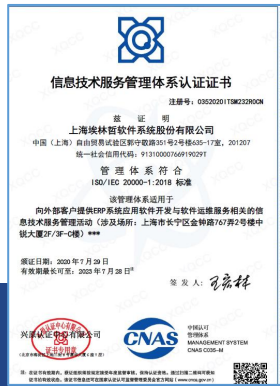 信息技术服务管理体系认证证书
注册号：0352020ITSM232R0CN
兹 证 明
上海埃林哲软件系统股份有限公司
中国（上海）自由贸易试验区郭守敬路351号2号楼635-17室，201207
统一社会信用代码：91310000766919029T
管 理 体 系 符 合
ISO/IEC 20000-1:2018 标准
该管理体系适用于
向外部客户提供ERP系统应用软件开发与软件运维服务相关的信
息技术服务管理活动（涉及场所：上海市长宁区金钟路767弄2号楼中
锐大厦2F/3F-C楼）***
颁证日期：2020年7月29日
有效期最长可至：2023年7月28日
签 发 人：
证书专用章
CNAS
中国认可
管理体系
MANAGEMENT SYSTEM
CNAS C035-M